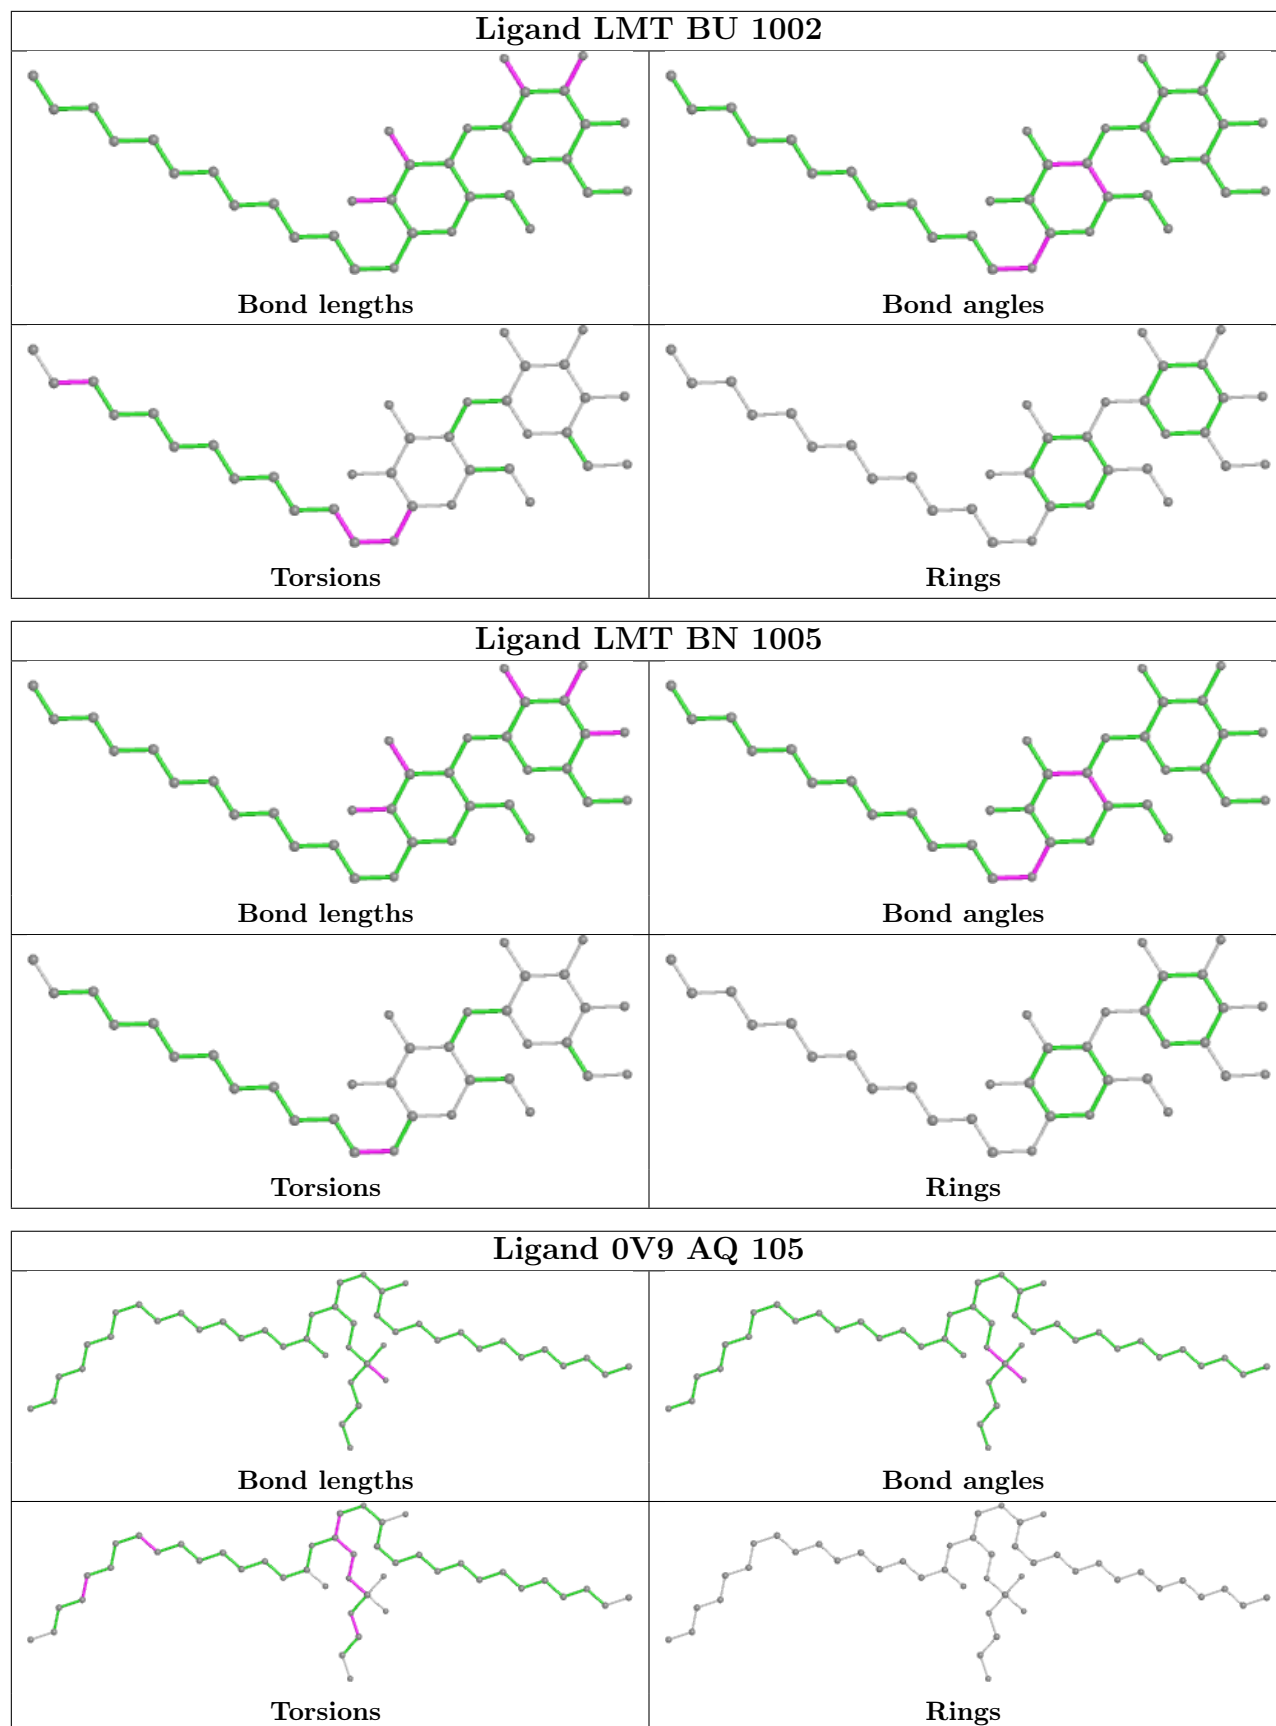 Ligand LMT BU 1002
Bond lengths
Bond angles
Torsions
Rings
Ligand LMT BN 1005
Bond lengths
Bond angles
Torsions
Rings
Ligand 0V9 AQ 105
Bond lengths
Bond angles
Torsions
Rings